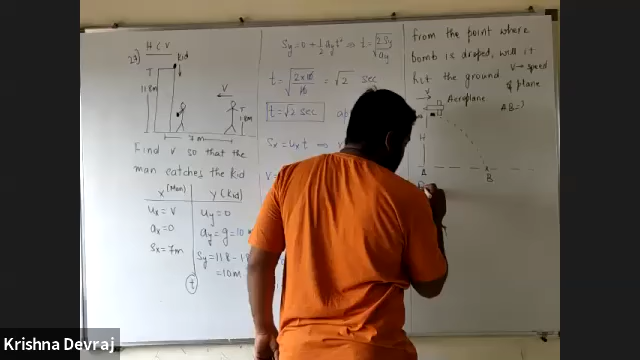 27) H C V
Kid
T
11.8m
V
T
1.8m
7m
Find V so that the
man catches the kid
x (Man)
y (Kid)
ux = V
uy = 0
ax = 0
ay = g = 10
Sx = 7m
Sy = 11.8 - 1.8
= 10m
t
Sy = 0 + ½ ay t² ⇒ t = √2Sy/ay
t = √2×10/10 = √2 sec
t = √2 sec
Sx = ux t ⇒
from the point where
bomb is droped, will it
hit the ground.
V → speed
of plane
V
Aeroplane
AB = ?
H
A
B
Krishna Devraj